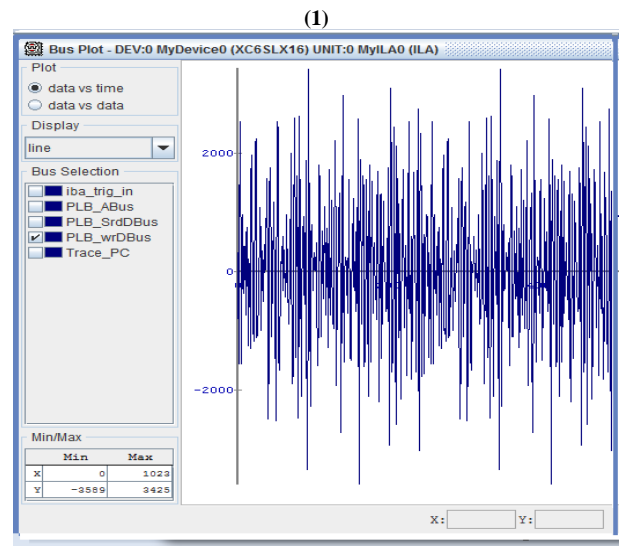 (1)
Bus Plot - DEV:0 MyDevice0 (XC6SLX16) UNIT:0 MyILA0 (ILA)
Plot
data vs time
data vs data
Display
line
Bus Selection
iba_trig_in
PLB_ABus
PLB_SrdDBus
PLB_wrDBus
Trace_PC
Min/Max
Min Max
X 0 1023
Y -3589 3425
2000
0
-2000
X: Y: